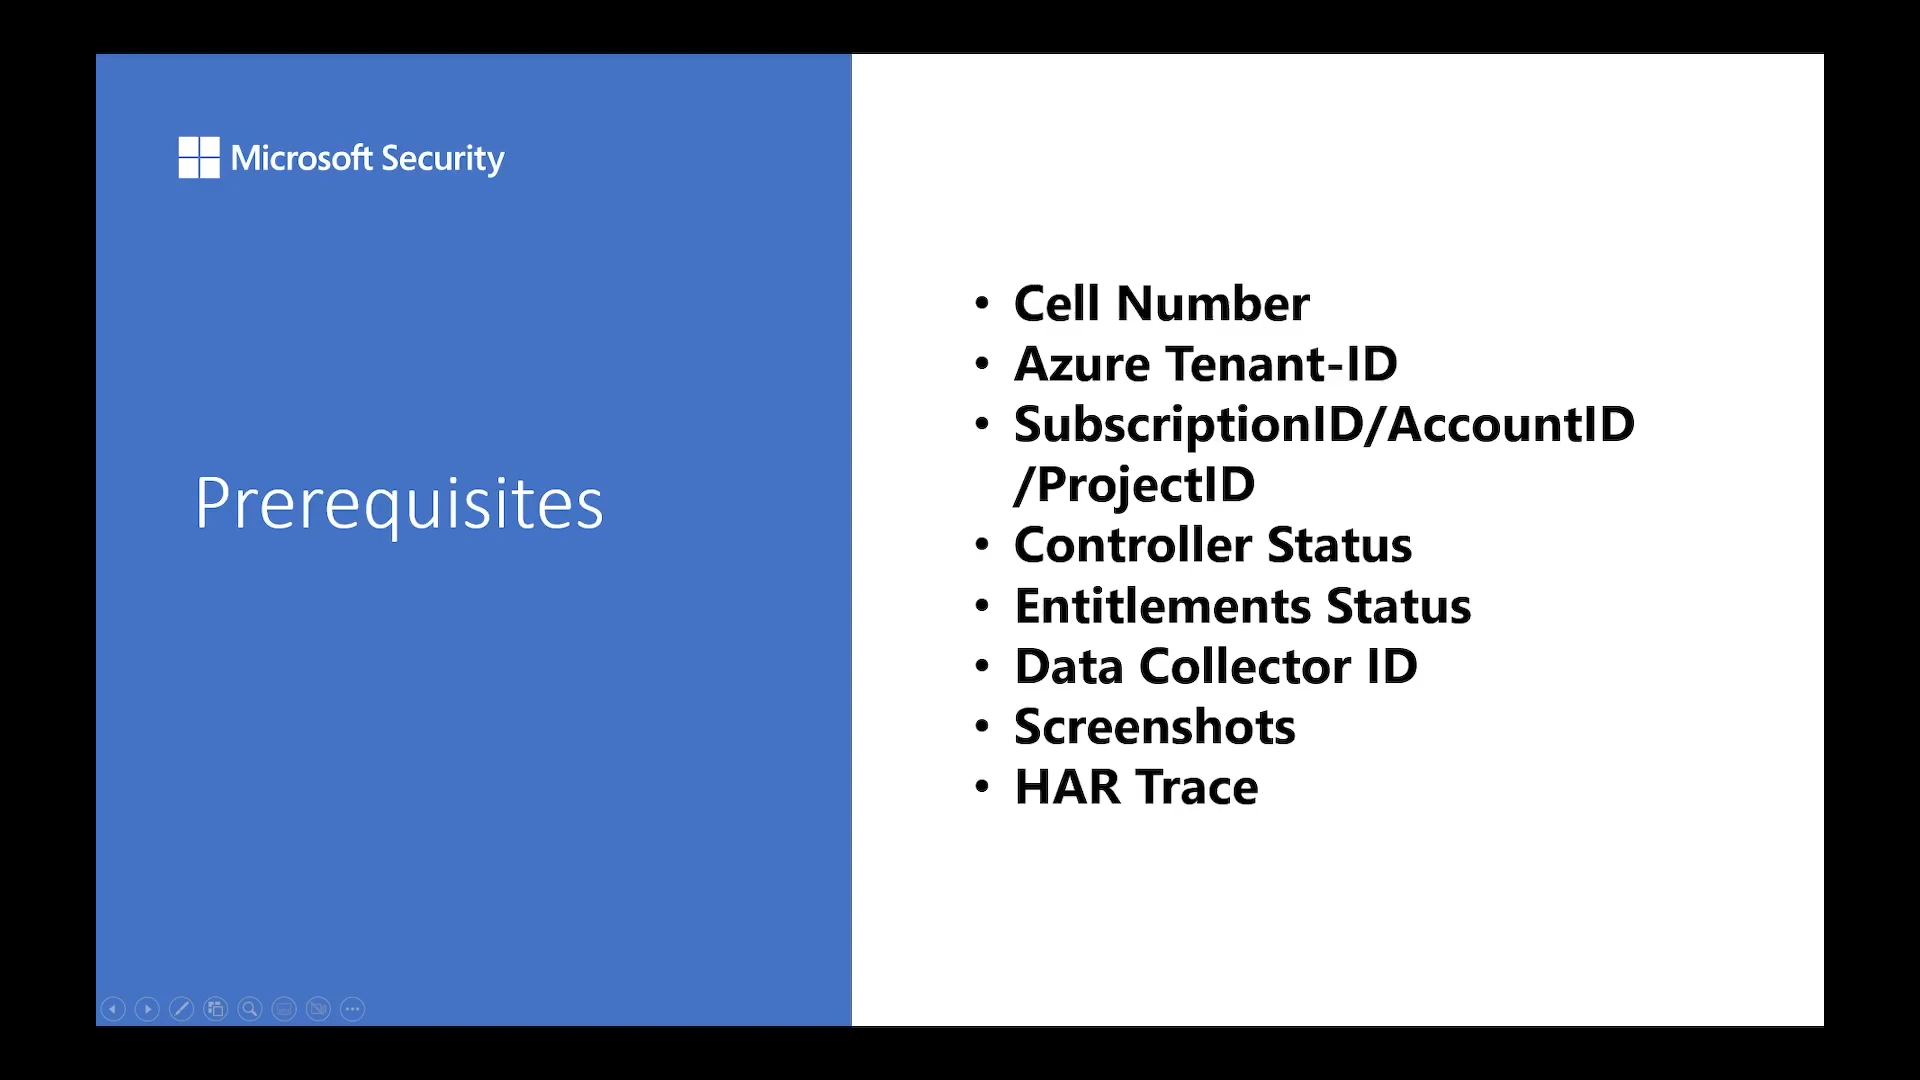 Microsoft Security
Prerequisites
• Cell Number
• Azure Tenant-ID
• SubscriptionID/AccountID
/ProjectID
• Controller Status
• Entitlements Status
• Data Collector ID
• Screenshots
• HAR Trace